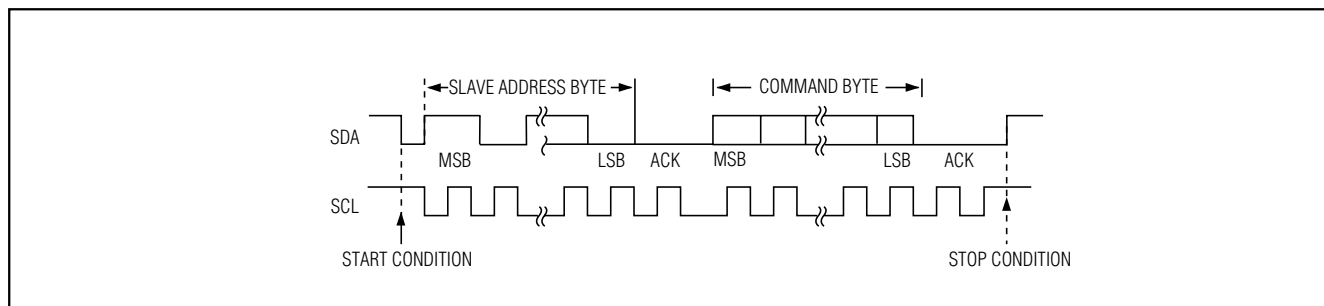 SLAVE ADDRESS BYTE COMMAND BYTE
SDA
MSB LSB ACK MSB LSB ACK
SCL
START CONDITION STOP CONDITION